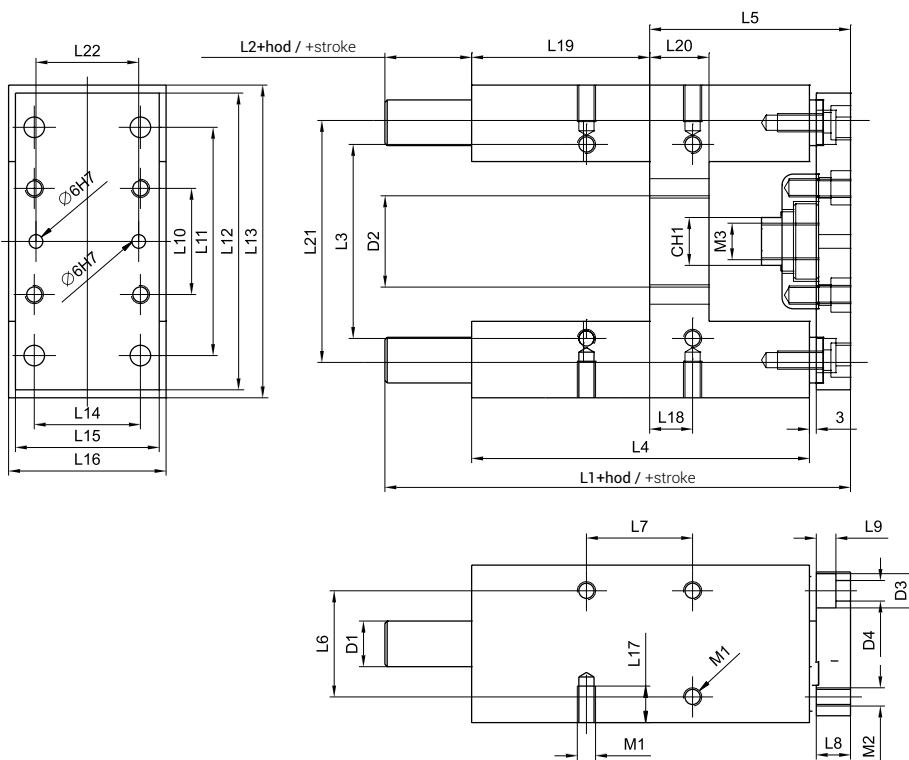 L5
L22
L2+hod / +stroke
L19
L20
Ø6H7
Ø6H7
L10
L11
L12
L13
L21
L3
D2
CH1
M3
L14
L15
L16
L18
3
L4
L1+hod / +stroke
L7
L9
D3
L6
D1
L17
M1
D4
M1
L8
M2